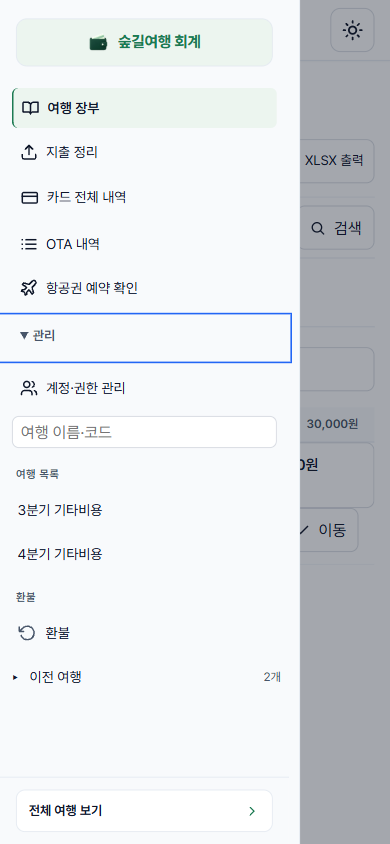 숲길여행 회계
여행 장부
지출 정리
카드 전체 내역
OTA 내역
항공권 예약 확인
▼ 관리
계정·권한 관리
여행 이름·코드
여행 목록
3분기 기타비용
4분기 기타비용
환불
환불
▸ 이전 여행 2개
전체 여행 보기
XLSX 출력
검색
30,000원
0원
이동